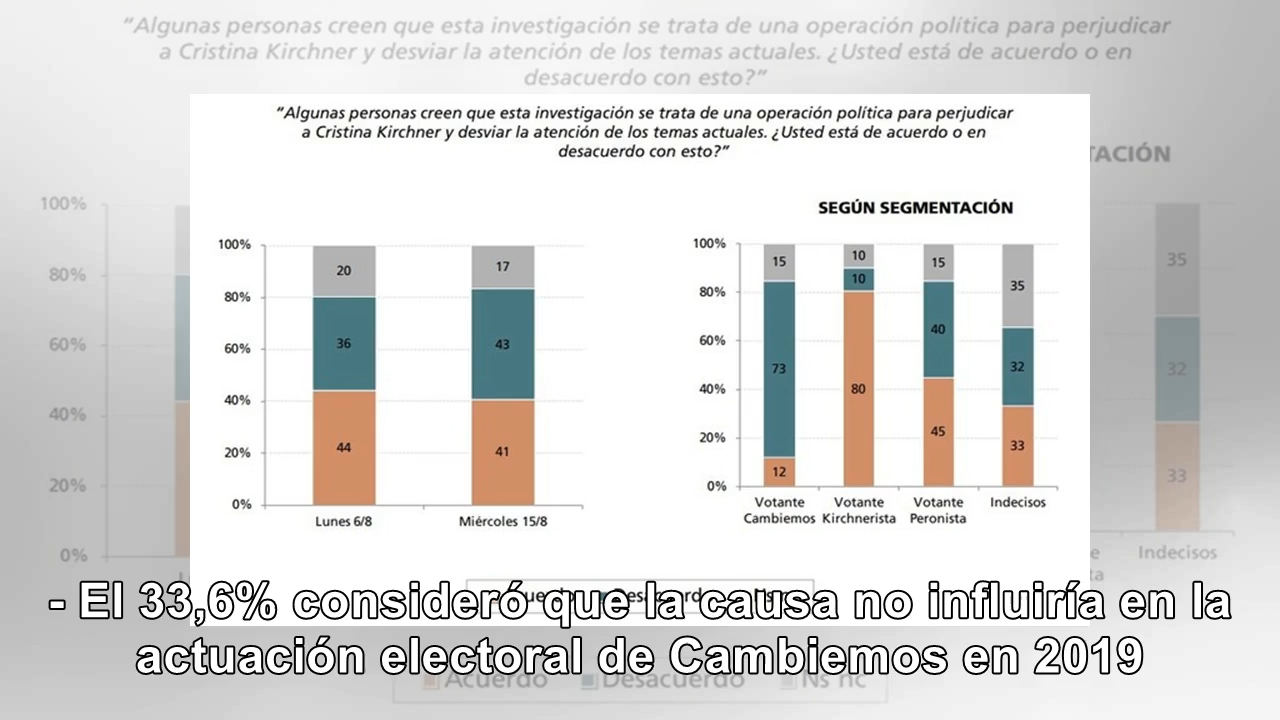 “Algunas personas creen que esta investigación se trata de una operación política para perjudicar
a Cristina Kirchner y desviar la atención de los temas actuales. ¿Usted está de acuerdo o en
desacuerdo con esto?”
“Algunas personas creen que esta investigación se trata de una operación política para perjudicar
a Cristina Kirchner y desviar la atención de los temas actuales. ¿Usted está de acuerdo o en
desacuerdo con esto?”
SEGÚN SEGMENTACIÓN
100%
80%
60%
40%
20%
0%
20
36
44
17
43
41
Lunes 6/8
Miércoles 15/8
100%
80%
60%
40%
20%
0%
15
73
12
10
10
80
15
40
45
35
32
33
Votante
Cambiemos
Votante
Kirchnerista
Votante
Peronista
Indecisos
100%
80%
60%
40%
20%
0%
35
32
33
Indecisos
- El 33,6% consideró que la causa no influiría en la
actuación electoral de Cambiemos en 2019
Acuerdo Desacuerdo Ns nc